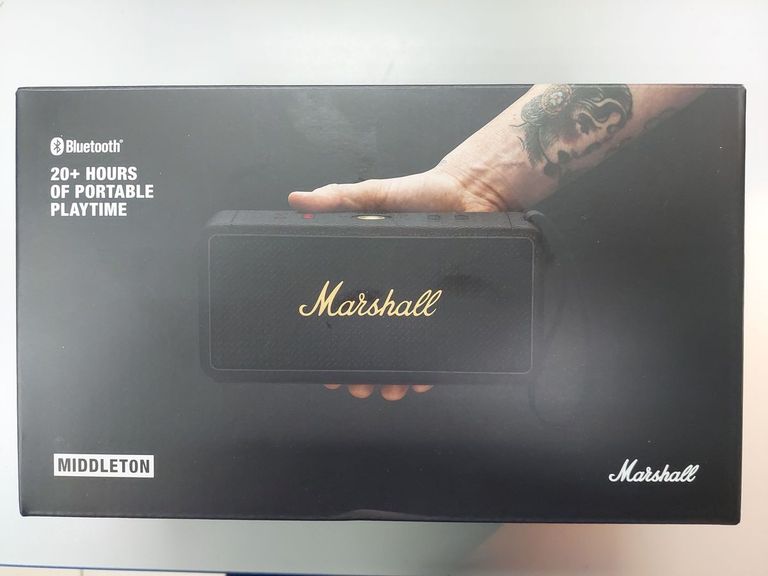 Bluetooth®
20+ HOURS
OF PORTABLE
PLAYTIME
Marshall
MIDDLETON
Marshall